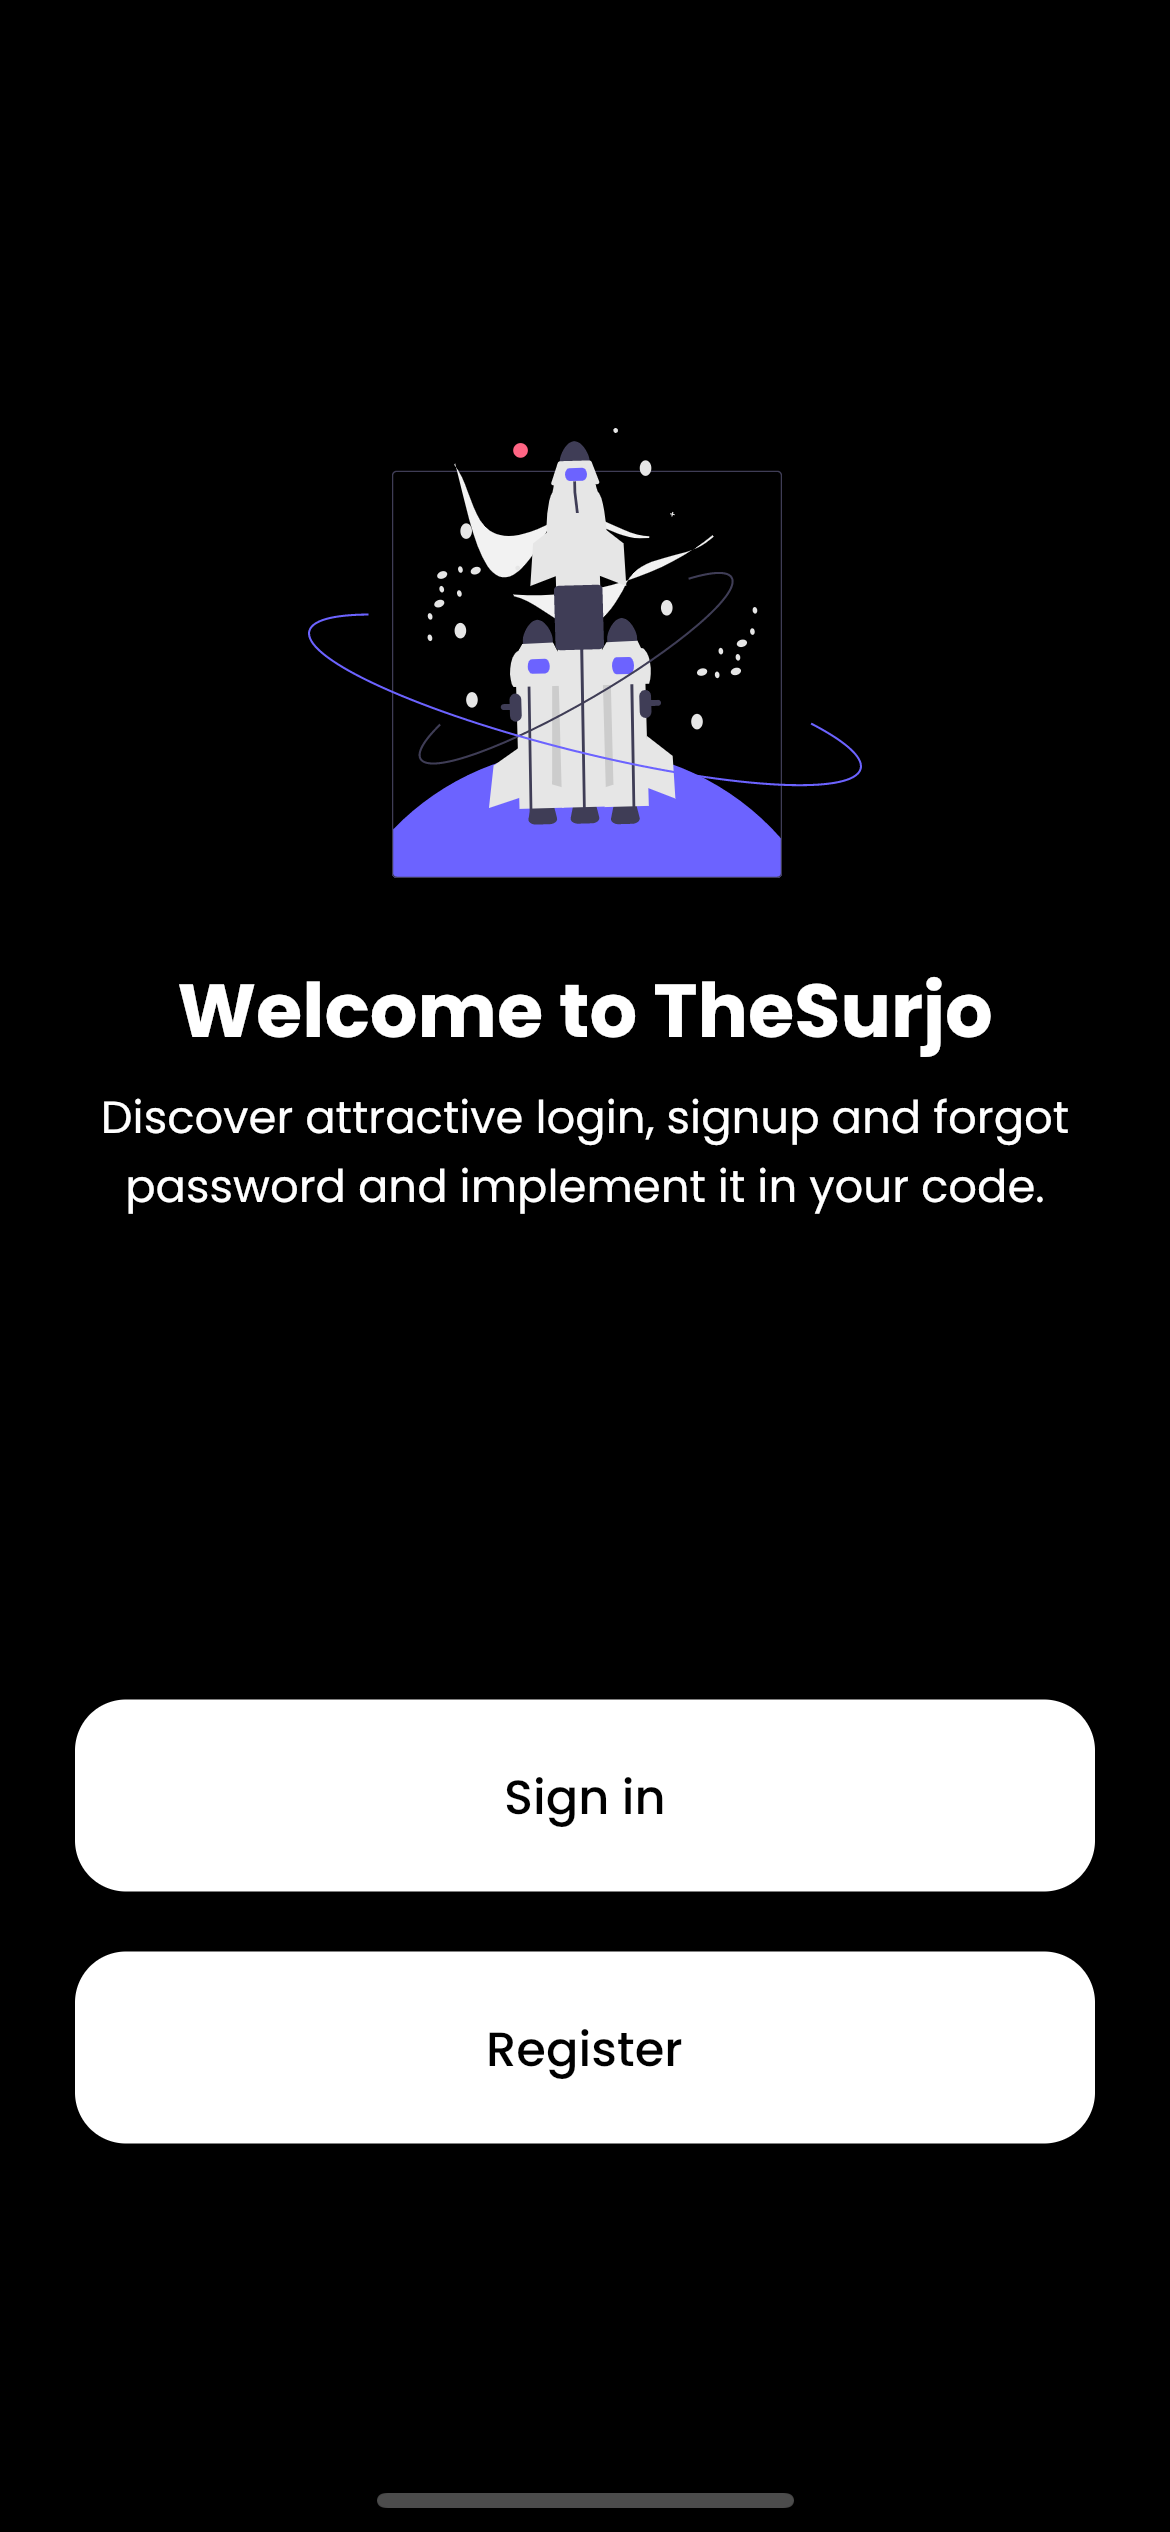 Welcome to TheSurjo
Discover attractive login, signup and forgot
password and implement it in your code.
Sign in
Register